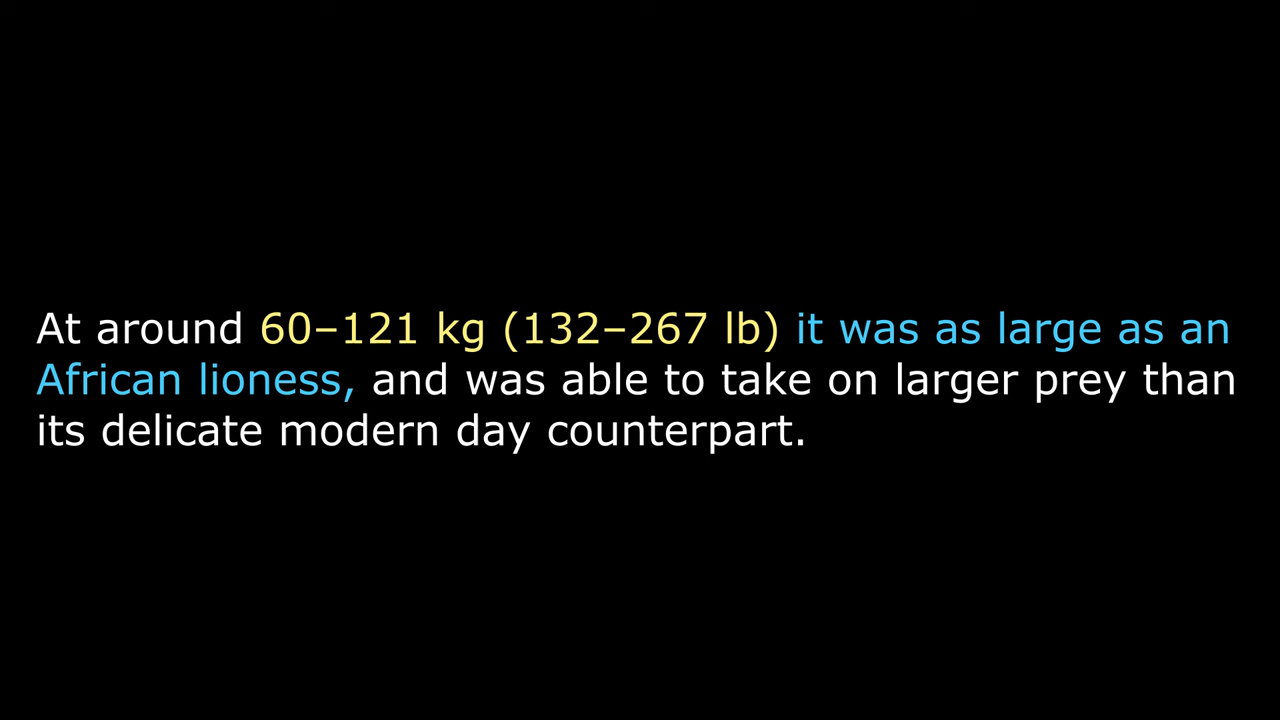 At around 60–121 kg (132–267 lb) it was as large as an
African lioness, and was able to take on larger prey than
its delicate modern day counterpart.